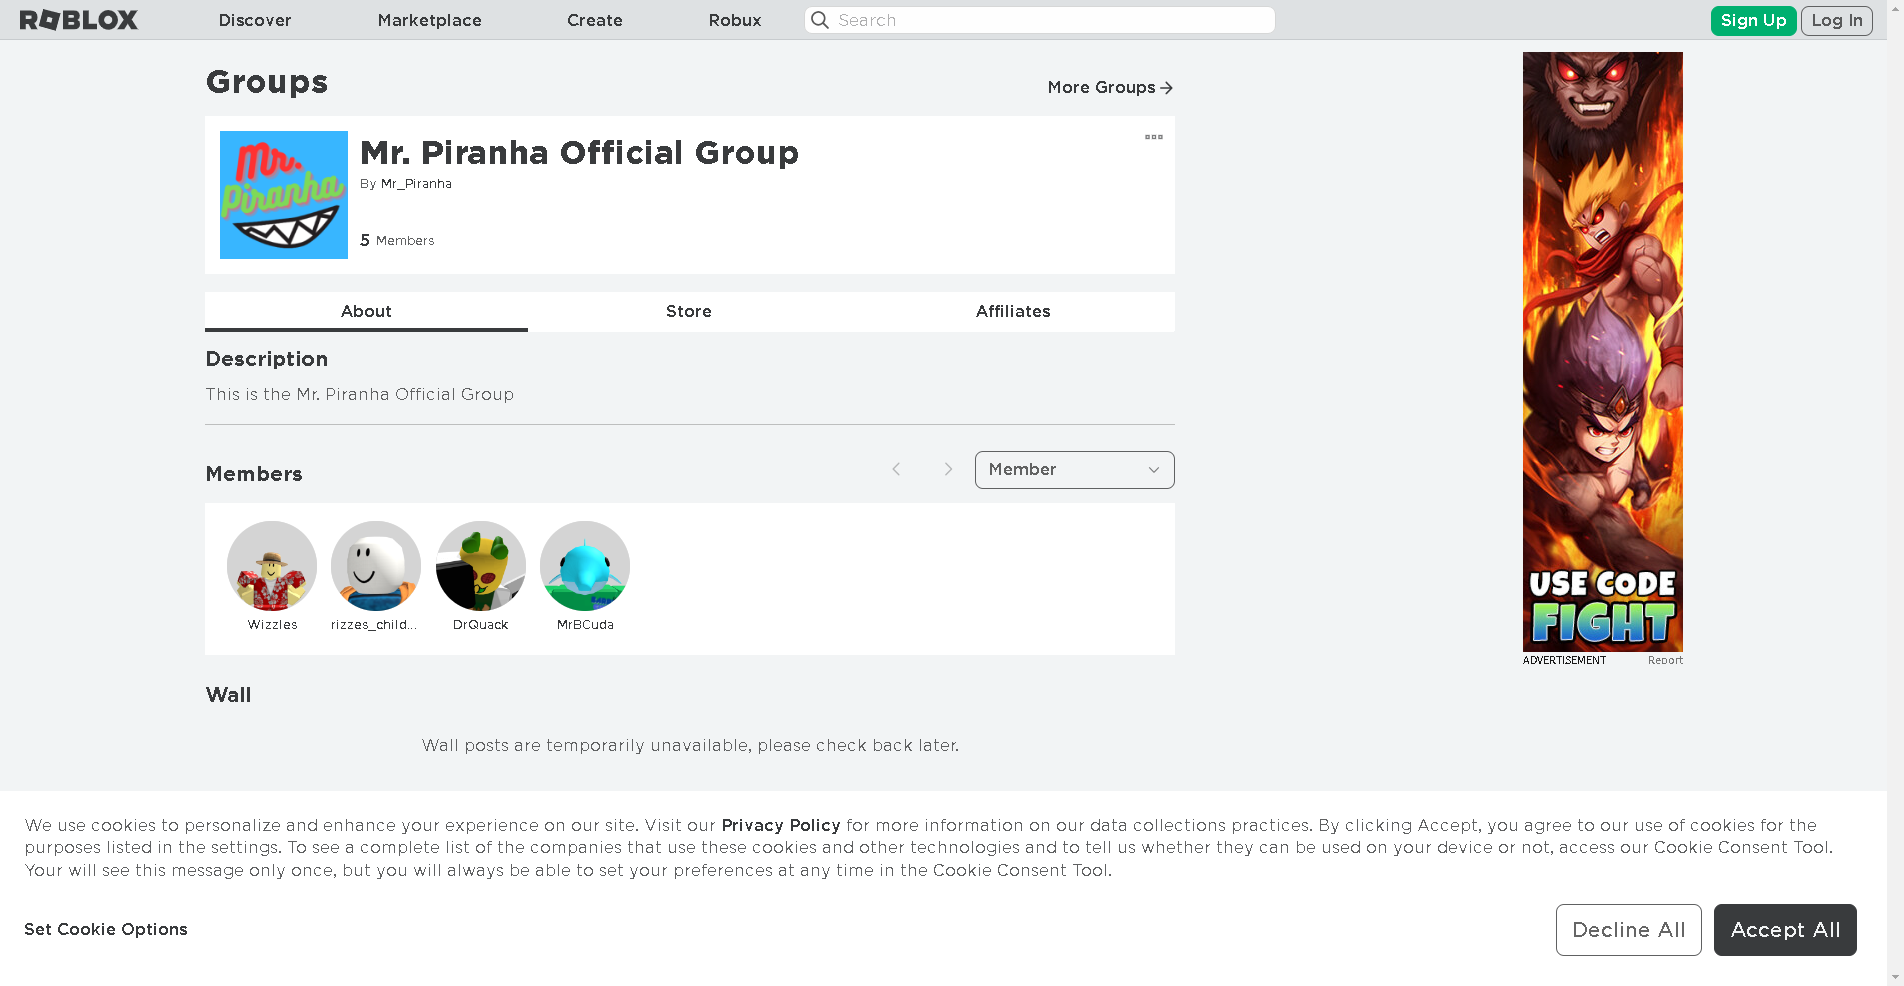 ROBLOX
Discover
Marketplace
Create
Robux
Search
Sign Up
Log In
Groups
More Groups
Mr. Piranha
Mr. Piranha Official Group
By Mr_Piranha
5 Members
About
Store
Affiliates
Description
This is the Mr. Piranha Official Group
Members
Member
Wizzles
rizzes_child...
DrQuack
MrBCuda
Wall
Wall posts are temporarily unavailable, please check back later.
USE CODE
FIGHT
ADVERTISEMENT
Report
We use cookies to personalize and enhance your experience on our site. Visit our Privacy Policy for more information on our data collections practices. By clicking Accept, you agree to our use of cookies for the
purposes listed in the settings. To see a complete list of the companies that use these cookies and other technologies and to tell us whether they can be used on your device or not, access our Cookie Consent Tool.
Your will see this message only once, but you will always be able to set your preferences at any time in the Cookie Consent Tool.
Set Cookie Options
Decline All
Accept All